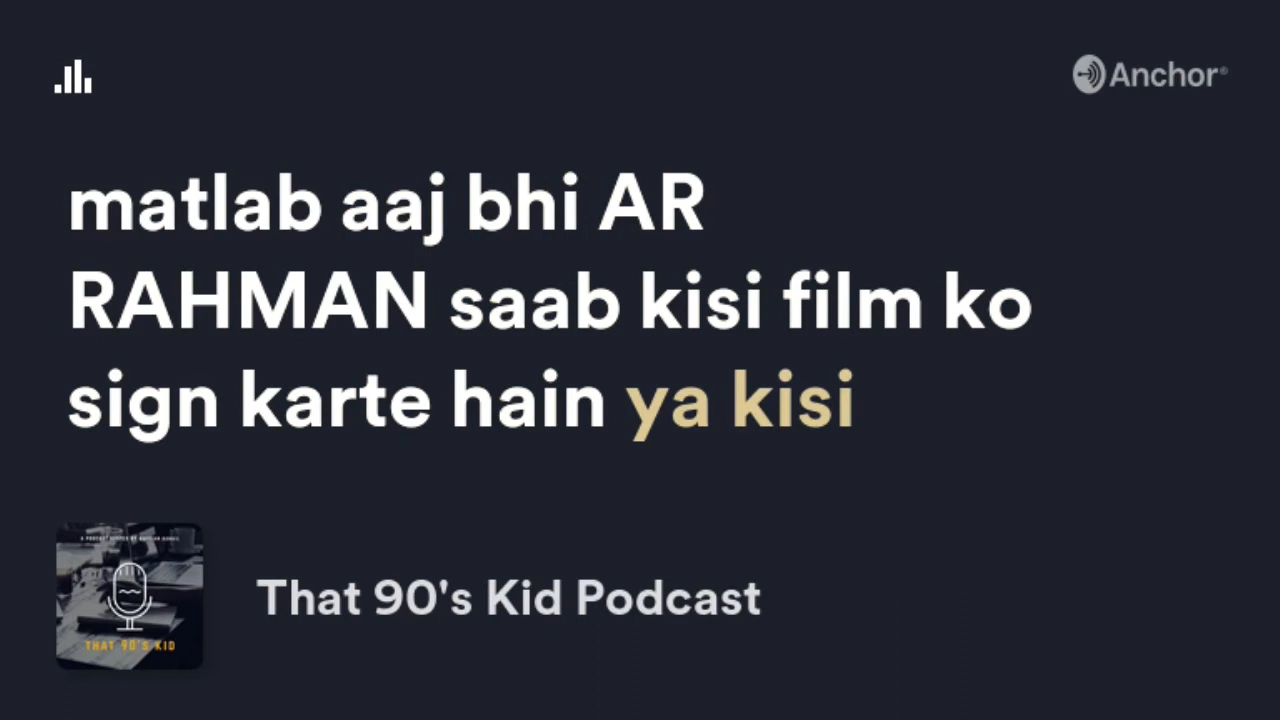 Anchor®
matlab aaj bhi AR
RAHMAN saab kisi film ko
sign karte hain ya kisi
THAT 90'S KID
That 90's Kid Podcast